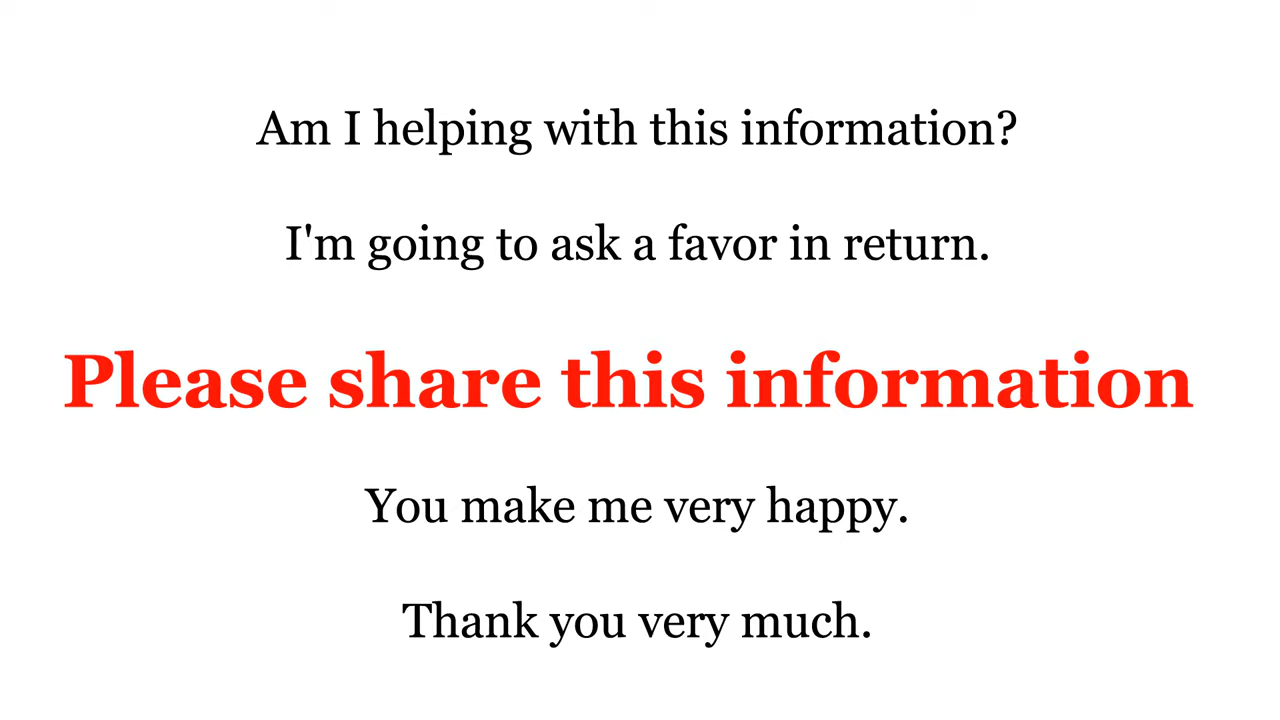 Am I helping with this information?
I'm going to ask a favor in return.
Please share this information
You make me very happy.
Thank you very much.